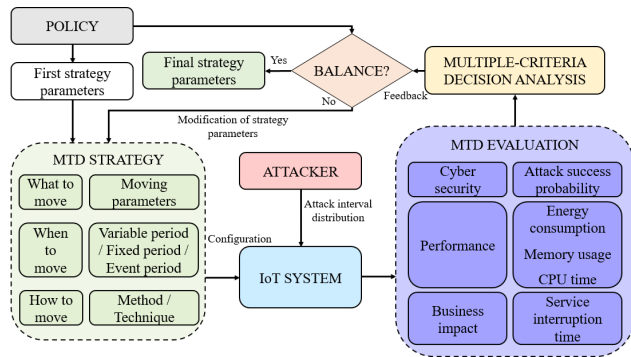 POLICY
First strategy
parameters
Final strategy
parameters
Yes
BALANCE?
No
Feedback
MULTIPLE-CRITERIA
DECISION ANALYSIS
Modification of strategy
parameters
MTD STRATEGY
What to
move
Moving
parameters
When
to
move
Variable period
/ Fixed period /
Event period
How to
move
Method /
Technique
Configuration
ATTACKER
Attack interval
distribution
IoT SYSTEM
MTD EVALUATION
Cyber
security
Attack success
probability
Performance
Energy
consumption
Memory usage
CPU time
Business
impact
Service
interruption
time